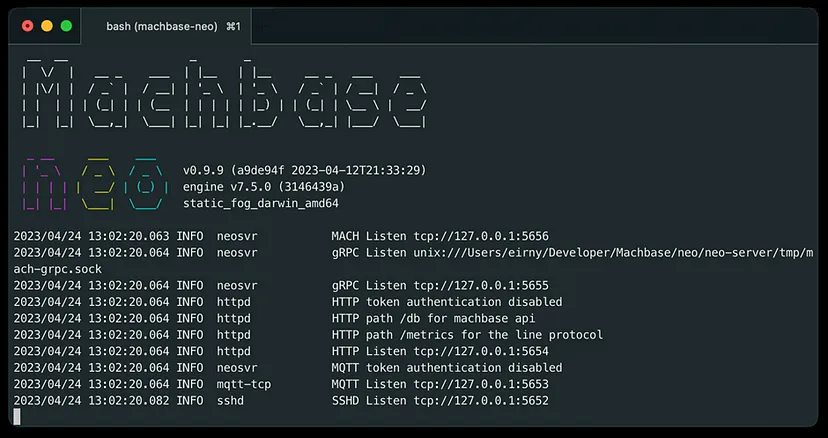 bash (machbase-neo) ⌘1
Machbase
neo
v0.9.9 (a9de94f 2023-04-12T21:33:29)
engine v7.5.0 (3146439a)
static_fog_darwin_amd64
2023/04/24 13:02:20.063 INFO neosvr MACH Listen tcp://127.0.0.1:5656
2023/04/24 13:02:20.064 INFO neosvr gRPC Listen unix:///Users/eirny/Developer/Machbase/neo/neo-server/tmp/m
ach-grpc.sock
2023/04/24 13:02:20.064 INFO neosvr gRPC Listen tcp://127.0.0.1:5655
2023/04/24 13:02:20.064 INFO httpd HTTP token authentication disabled
2023/04/24 13:02:20.064 INFO httpd HTTP path /db for machbase api
2023/04/24 13:02:20.064 INFO httpd HTTP path /metrics for the line protocol
2023/04/24 13:02:20.064 INFO httpd HTTP Listen tcp://127.0.0.1:5654
2023/04/24 13:02:20.064 INFO neosvr MQTT token authentication disabled
2023/04/24 13:02:20.064 INFO mqtt-tcp MQTT Listen tcp://127.0.0.1:5653
2023/04/24 13:02:20.082 INFO sshd SSHD Listen tcp://127.0.0.1:5652